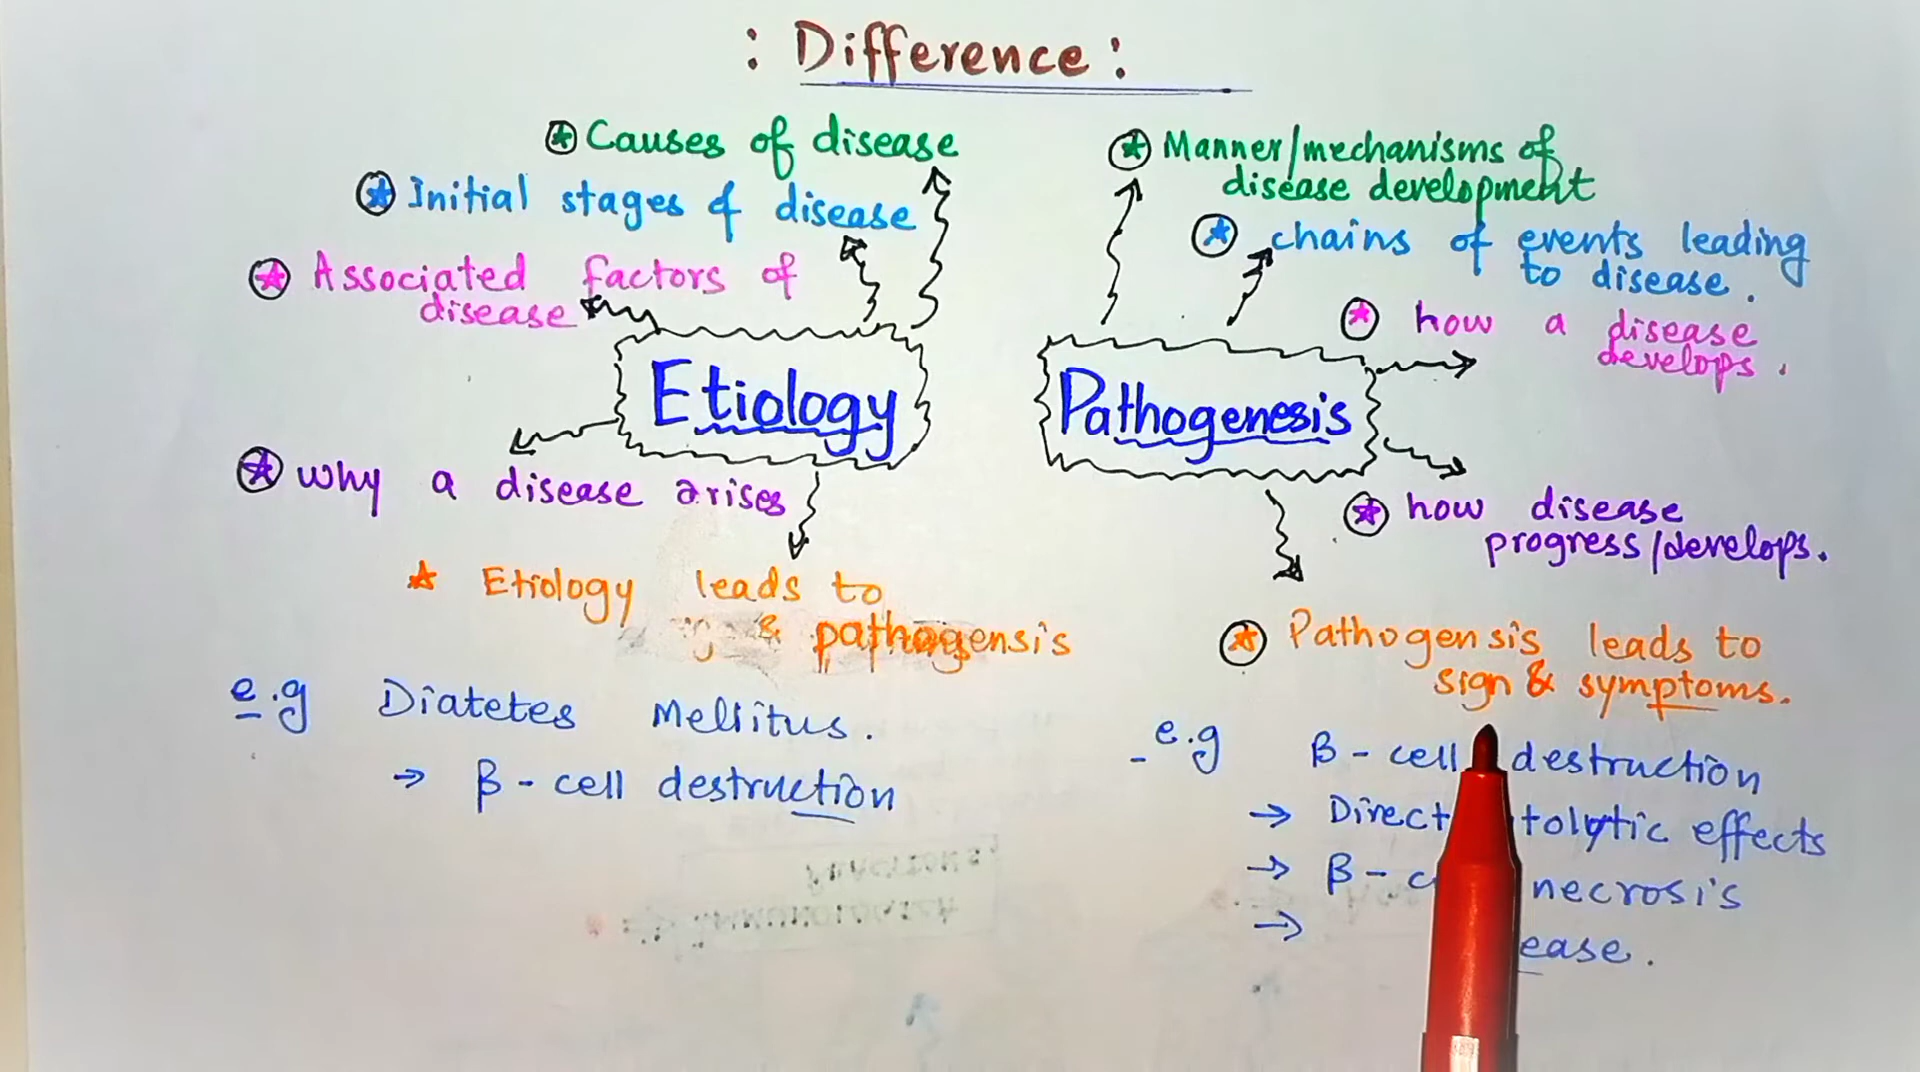 : Difference :
Causes of disease
Initial stages of disease
Associated factors of
disease
Etiology
why a disease arises
Etiology leads to
& pathogensis
e.g Diatetes Mellitus.
→ β - cell destruction
Manner/mechanisms of
disease development
chains of events leading
to disease.
how a disease
develops.
Pathogenesis
how disease
progress/develops.
Pathogensis leads to
sign & symptoms.
e.g β - cell destruction
→ Direct tolytic effects
→ β - c necrosis
→ ease.